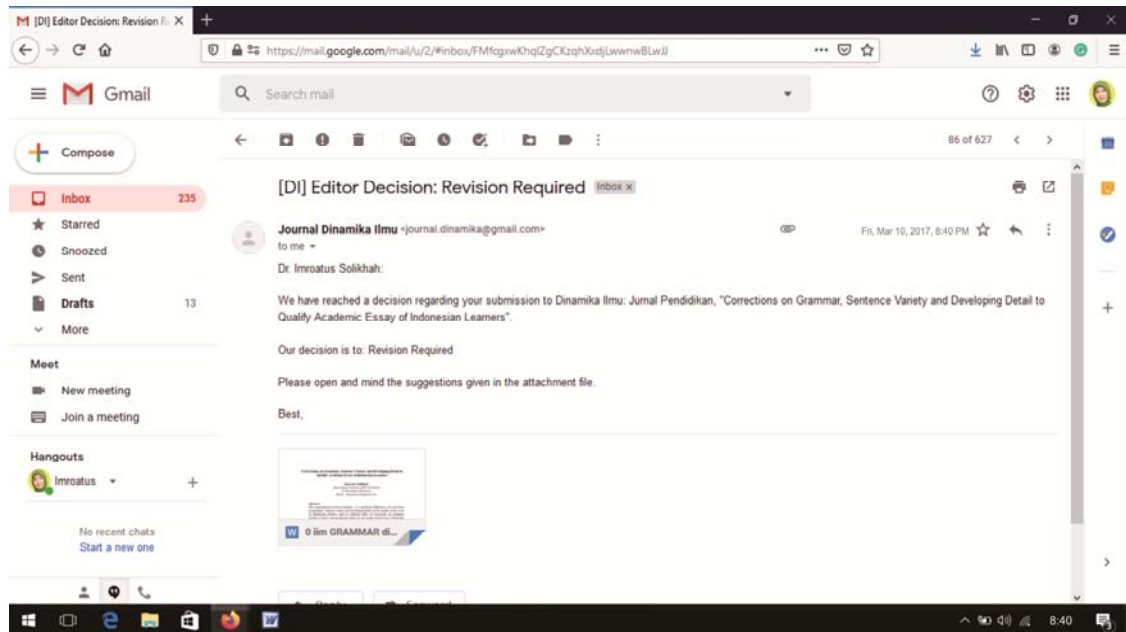 [DI] Editor Decision: Revision Re
https://mail.google.com/mail/u/2/#inbox/
Gmail
Search mail
Compose
86 of 627
Inbox 235
Starred
Snoozed
Sent
Drafts 13
More
Meet
New meeting
Join a meeting
Hangouts
Imroatus
No recent chats
Start a new one
[DI] Editor Decision: Revision Required Inbox x
Journal Dinamika Ilmu <journal.dinamika@gmail.com> Fri, Mar 10, 2017, 8:40 PM
to me
Dr. Imroatus Solikhah:
We have reached a decision regarding your submission to Dinamika Ilmu: Jurnal Pendidikan, "Corrections on Grammar, Sentence Variety and Developing Detail to
Qualify Academic Essay of Indonesian Learners".
Our decision is to: Revision Required
Please open and mind the suggestions given in the attachment file.
Best,
W 0 iim GRAMMAR di...
8:40